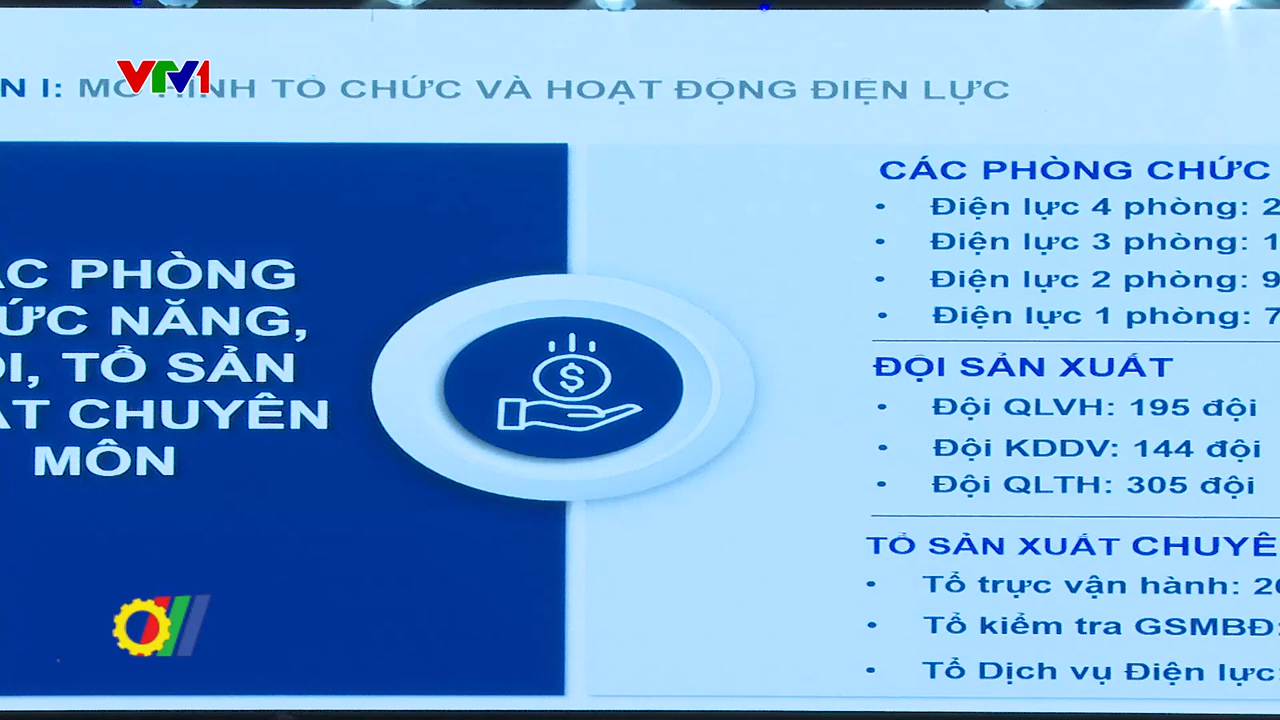 VTV1
N I: MÔ HÌNH TỔ CHỨC VÀ HOẠT ĐỘNG ĐIỆN LỰC
ÁC PHÒNG
ỨC NĂNG,
ỘI, TỔ SẢN
ẤT CHUYÊN
MÔN
$
CÁC PHÒNG CHỨC
• Điện lực 4 phòng: 2
• Điện lực 3 phòng: 1
• Điện lực 2 phòng: 9
• Điện lực 1 phòng: 7
ĐỘI SẢN XUẤT
• Đội QLVH: 195 đội
• Đội KDDV: 144 đội
• Đội QLTH: 305 đội
TỔ SẢN XUẤT CHUYÊ
• Tổ trực vận hành: 20
• Tổ kiểm tra GSMBĐ:
• Tổ Dịch vụ Điện lực: